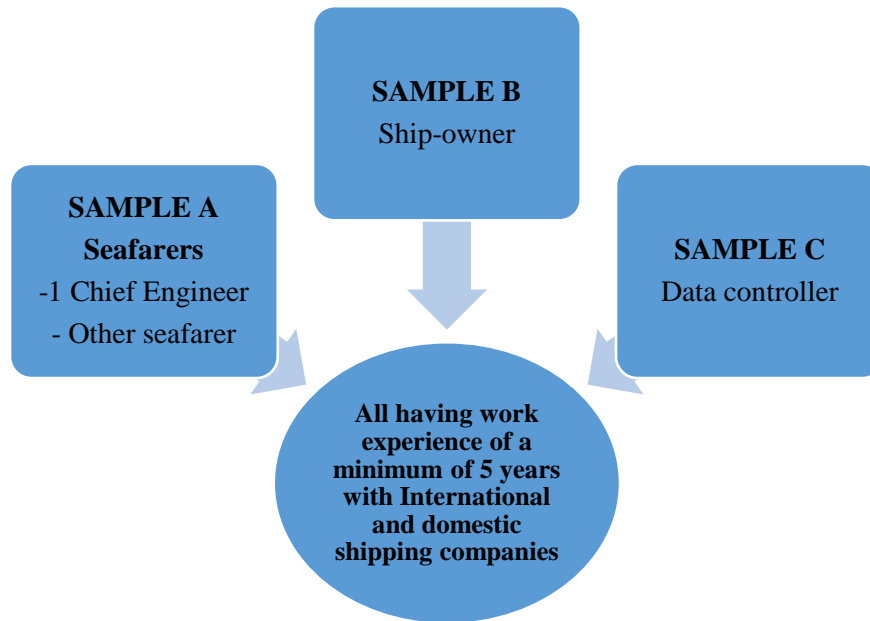 SAMPLE A
Seafarers
-1 Chief Engineer
- Other seafarer
SAMPLE B
Ship-owner
SAMPLE C
Data controller
All having work
experience of a
minimum of 5 years
with International
and domestic
shipping companies